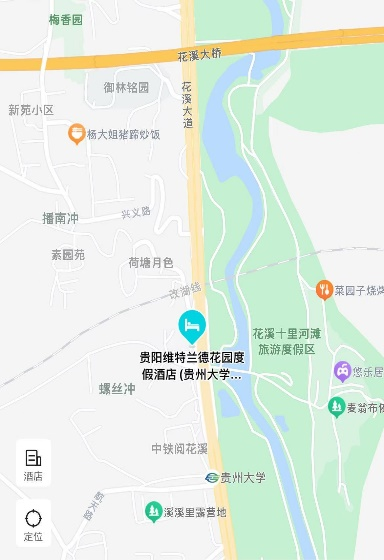 梅香园
花溪大桥
御林铭园
花溪大道
新苑小区
杨大姐猪蹄炒饭
兴义路
播南冲
素园苑
荷塘月色
改湖线
菜园子烧烤
贵阳维特兰德花园度
假酒店 (贵州大学...
花溪十里河滩
旅游度假区
悠乐居
螺丝冲
麦翁布依
中铁阅花溪
酒店
贵州大学
航天路
溪溪里露营地
定位